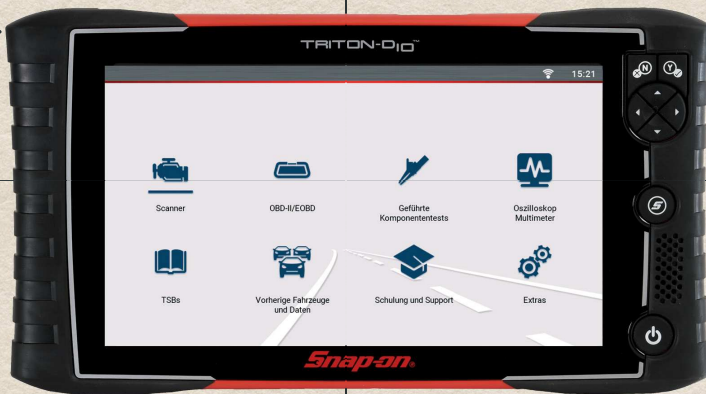 TRITON-D10™
15:21
N
Y
Scanner
OBD-II/EOBD
Geführte
Komponententests
Oszilloskop
Multimeter
S
TSBs
Vorherige Fahrzeuge
und Daten
Schulung und Support
Extras
Snap-on®